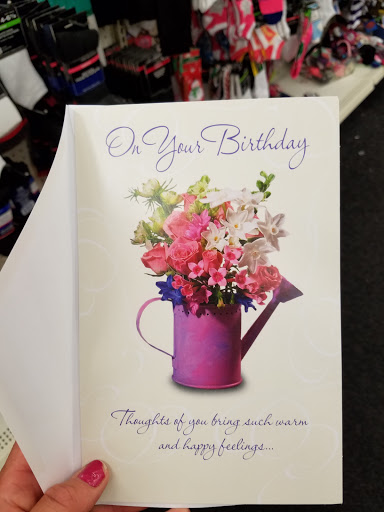 On Your Birthday
Thoughts of you bring such warm
and happy feelings...